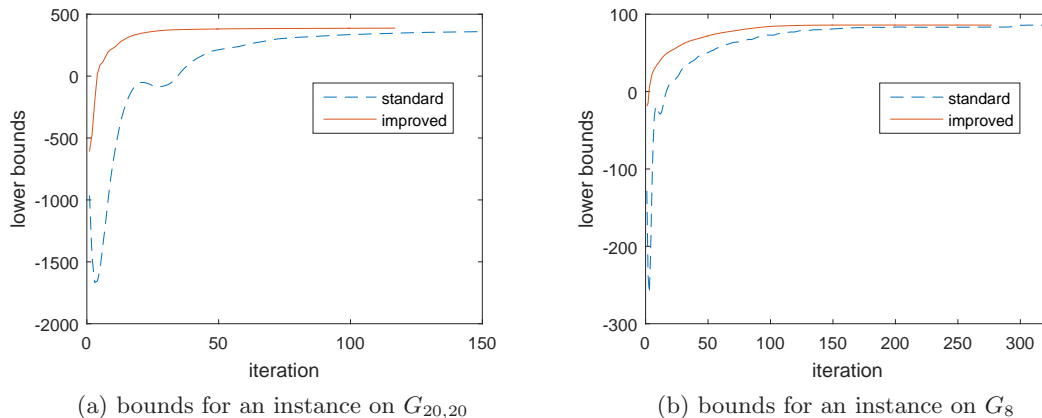 500
0
-500
-1000
-1500
-2000
lower bounds
0
50
100
150
iteration
standard
improved
(a) bounds for an instance on G20,20
100
0
-100
-200
-300
lower bounds
0
50
100
150
200
250
300
iteration
standard
improved
(b) bounds for an instance on G8